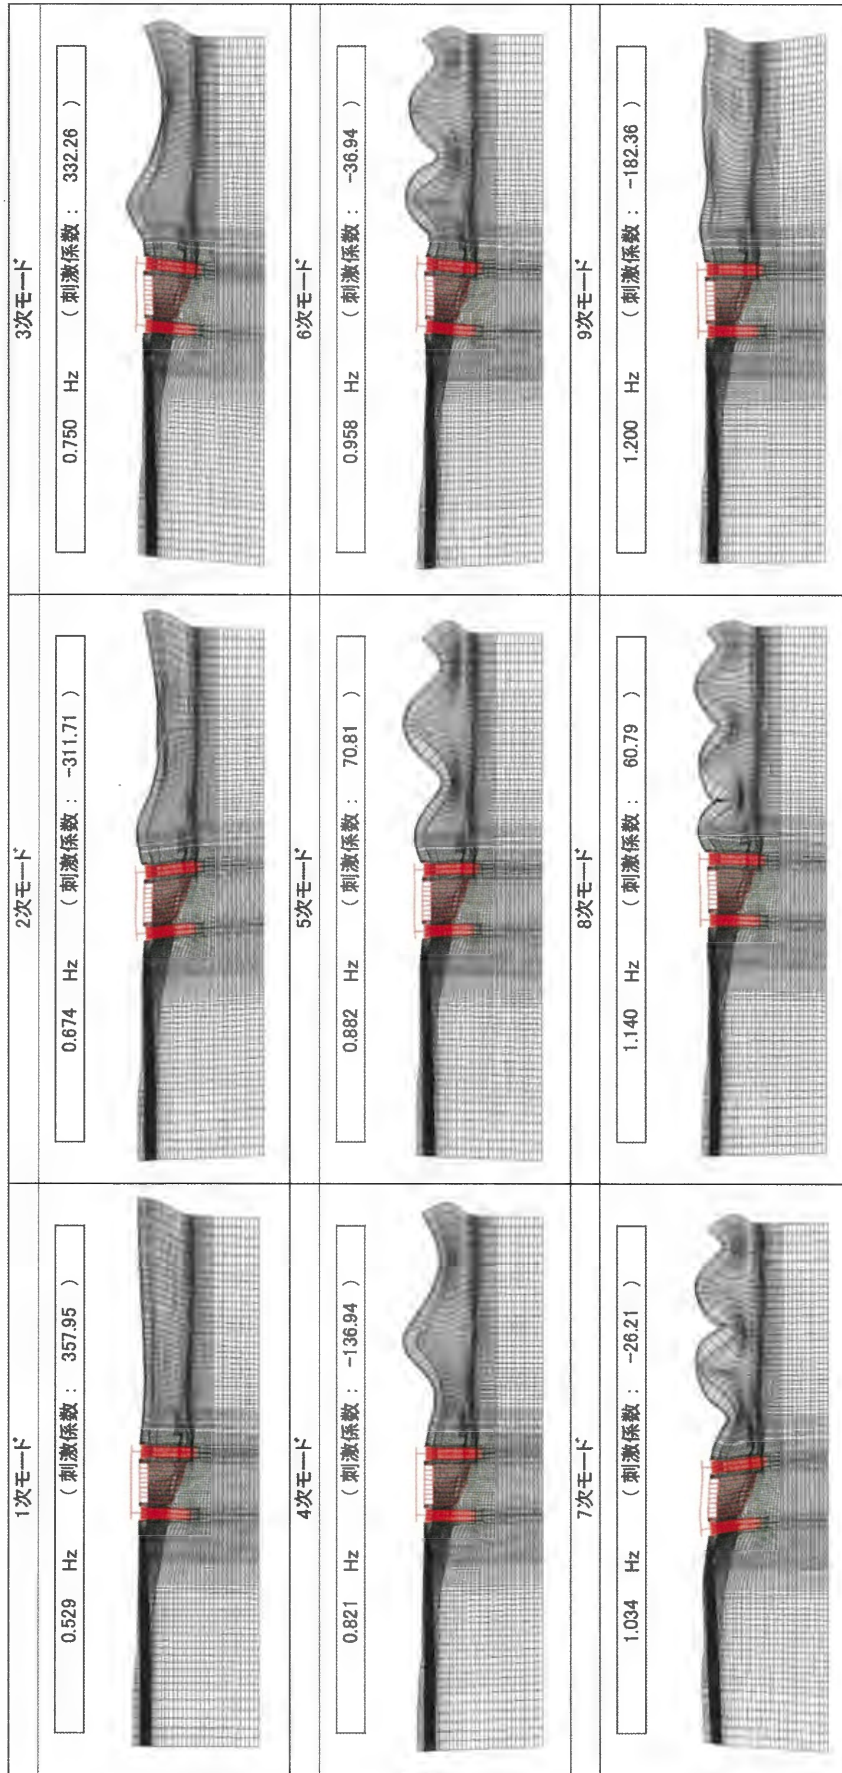 1次モード
0.529 Hz ( 刺激係数 : 357.95 )
2次モード
0.674 Hz ( 刺激係数 : -311.71 )
3次モード
0.750 Hz ( 刺激係数 : 332.26 )
4次モード
0.821 Hz ( 刺激係数 : -136.94 )
5次モード
0.882 Hz ( 刺激係数 : 70.81 )
6次モード
0.958 Hz ( 刺激係数 : -36.94 )
7次モード
1.034 Hz ( 刺激係数 : -26.21 )
8次モード
1.140 Hz ( 刺激係数 : 60.79 )
9次モード
1.200 Hz ( 刺激係数 : -182.36 )